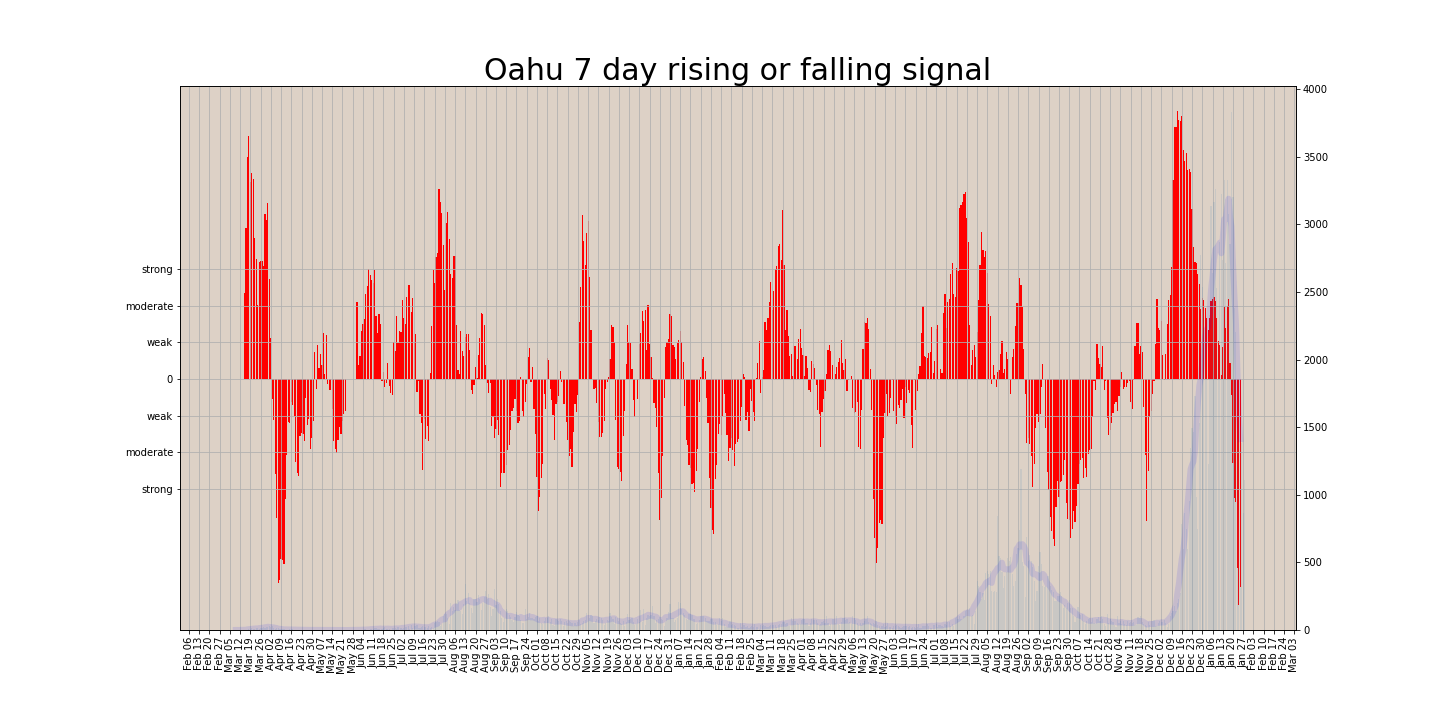 Oahu 7 day rising or falling signal
strong
moderate
weak
0
weak
moderate
strong
4000
3500
3000
2500
2000
1500
1000
500
0
Feb 06
Feb 13
Feb 20
Feb 27
Mar 05
Mar 12
Mar 19
Mar 26
Apr 02
Apr 09
Apr 16
Apr 23
Apr 30
May 07
May 14
May 21
May 28
Jun 04
Jun 11
Jun 18
Jun 25
Jul 02
Jul 09
Jul 16
Jul 23
Jul 30
Aug 06
Aug 13
Aug 20
Aug 27
Sep 03
Sep 10
Sep 17
Sep 24
Oct 01
Oct 08
Oct 15
Oct 22
Oct 29
Nov 05
Nov 12
Nov 19
Nov 26
Dec 03
Dec 10
Dec 17
Dec 24
Dec 31
Jan 07
Jan 14
Jan 21
Jan 28
Feb 04
Feb 11
Feb 18
Feb 25
Mar 04
Mar 11
Mar 18
Mar 25
Apr 01
Apr 08
Apr 15
Apr 22
Apr 29
May 06
May 13
May 20
May 27
Jun 03
Jun 10
Jun 17
Jun 24
Jul 01
Jul 08
Jul 15
Jul 22
Jul 29
Aug 05
Aug 12
Aug 19
Aug 26
Sep 02
Sep 09
Sep 16
Sep 23
Sep 30
Oct 07
Oct 14
Oct 21
Oct 28
Nov 04
Nov 11
Nov 18
Nov 25
Dec 02
Dec 09
Dec 16
Dec 23
Dec 30
Jan 06
Jan 13
Jan 20
Jan 27
Feb 03
Feb 10
Feb 17
Feb 24
Mar 03